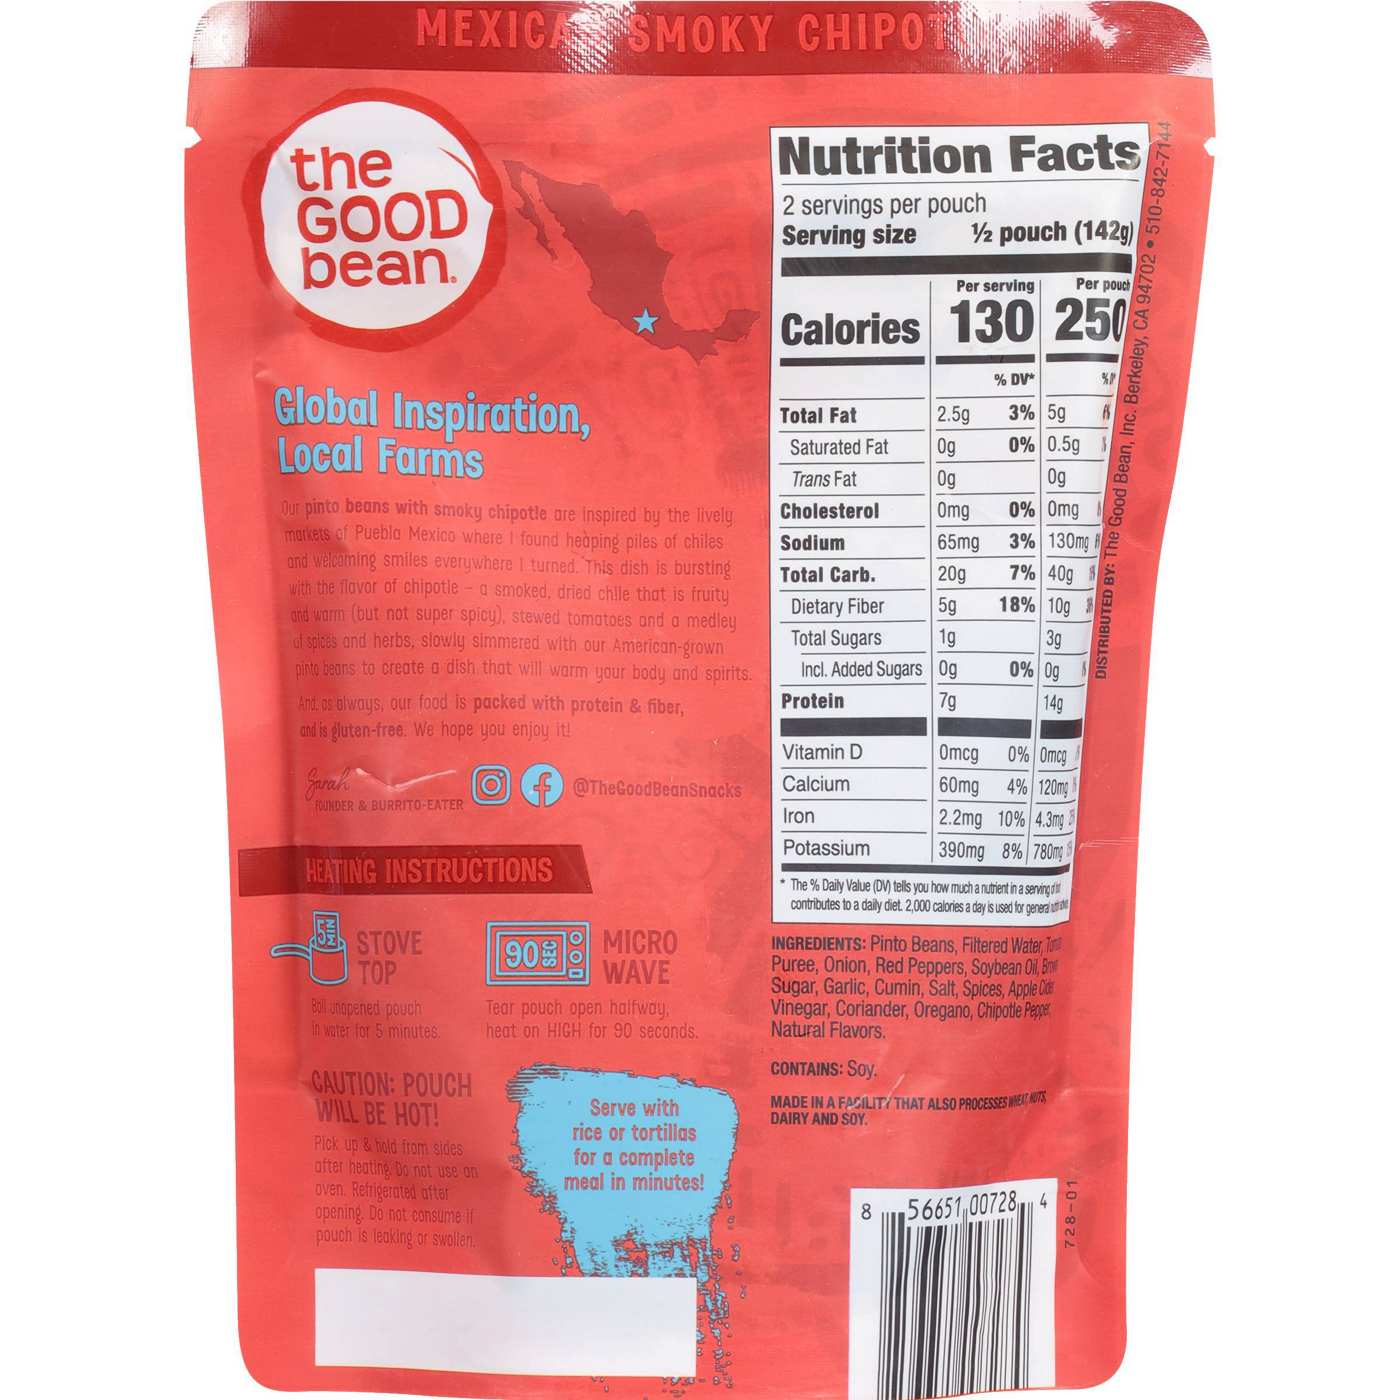 SMOKY
the
GOOD
bean.
Global Inspiration,
Local Farms
Our pinto beans with smoky chipotle are inspired by the lively
markets of Puebla Mexico where I found heaping piles of chiles
and welcoming smiles everywhere I turned. This dish is bursting
with the flavor of chipotle – a smoked, dried chile that is fruity
and warm (but not super spicy), stewed tomatoes and a medley
of spices and herbs, slowly simmered with our American-grown
pinto beans to create a dish that will warm your body and spirits.
And, as always, our food is packed with protein & fiber,
and is gluten-free. We hope you enjoy it!
Sarah
FOUNDER & BURRITO-EATER
@TheGoodBeanSnacks
HEATING INSTRUCTIONS
5 MIN
STOVE
TOP
Boil unopened pouch
in water for 5 minutes.
90 SEC
MICRO
WAVE
Tear pouch open halfway,
heat on HIGH for 90 seconds.
CAUTION: POUCH
WILL BE HOT!
Pick up & hold from sides
after heating. Do not use an
oven. Refrigerated after
opening. Do not consume if
pouch is leaking or swollen.
Serve with
rice or tortillas
for a complete
meal in minutes!
Nutrition Facts
2 servings per pouch
Serving size ½ pouch (142g)
Per serving Per pouch
Calories 130 250
% DV*
Total Fat 2.5g 3% 5g
Saturated Fat 0g 0% 0.5g
Trans Fat 0g 0g
Cholesterol 0mg 0% 0mg
Sodium 65mg 3% 130mg
Total Carb. 20g 7% 40g
Dietary Fiber 5g 18% 10g
Total Sugars 1g 3g
Incl. Added Sugars 0g 0% 0g
Protein 7g 14g
Vitamin D 0mcg 0% 0mcg
Calcium 60mg 4% 120mg
Iron 2.2mg 10% 4.3mg
Potassium 390mg 8% 780mg
* The % Daily Value (DV) tells you how much a nutrient in a serving of
contributes to a daily diet. 2,000 calories a day is used for general
INGREDIENTS: Pinto Beans, Filtered Water,
Puree, Onion, Red Peppers, Soybean Oil, Brown
Sugar, Garlic, Cumin, Salt, Spices, Apple Cider
Vinegar, Coriander, Oregano, Chipotle Pepper,
Natural Flavors.
CONTAINS: Soy.
MADE IN A FACILITY THAT ALSO PROCESSES WHEAT, NUTS,
DAIRY AND SOY.
DISTRIBUTED BY: The Good Bean, Inc. Berkeley, CA 94702 • 510-842-7144
8 56651 00728 4
728-01